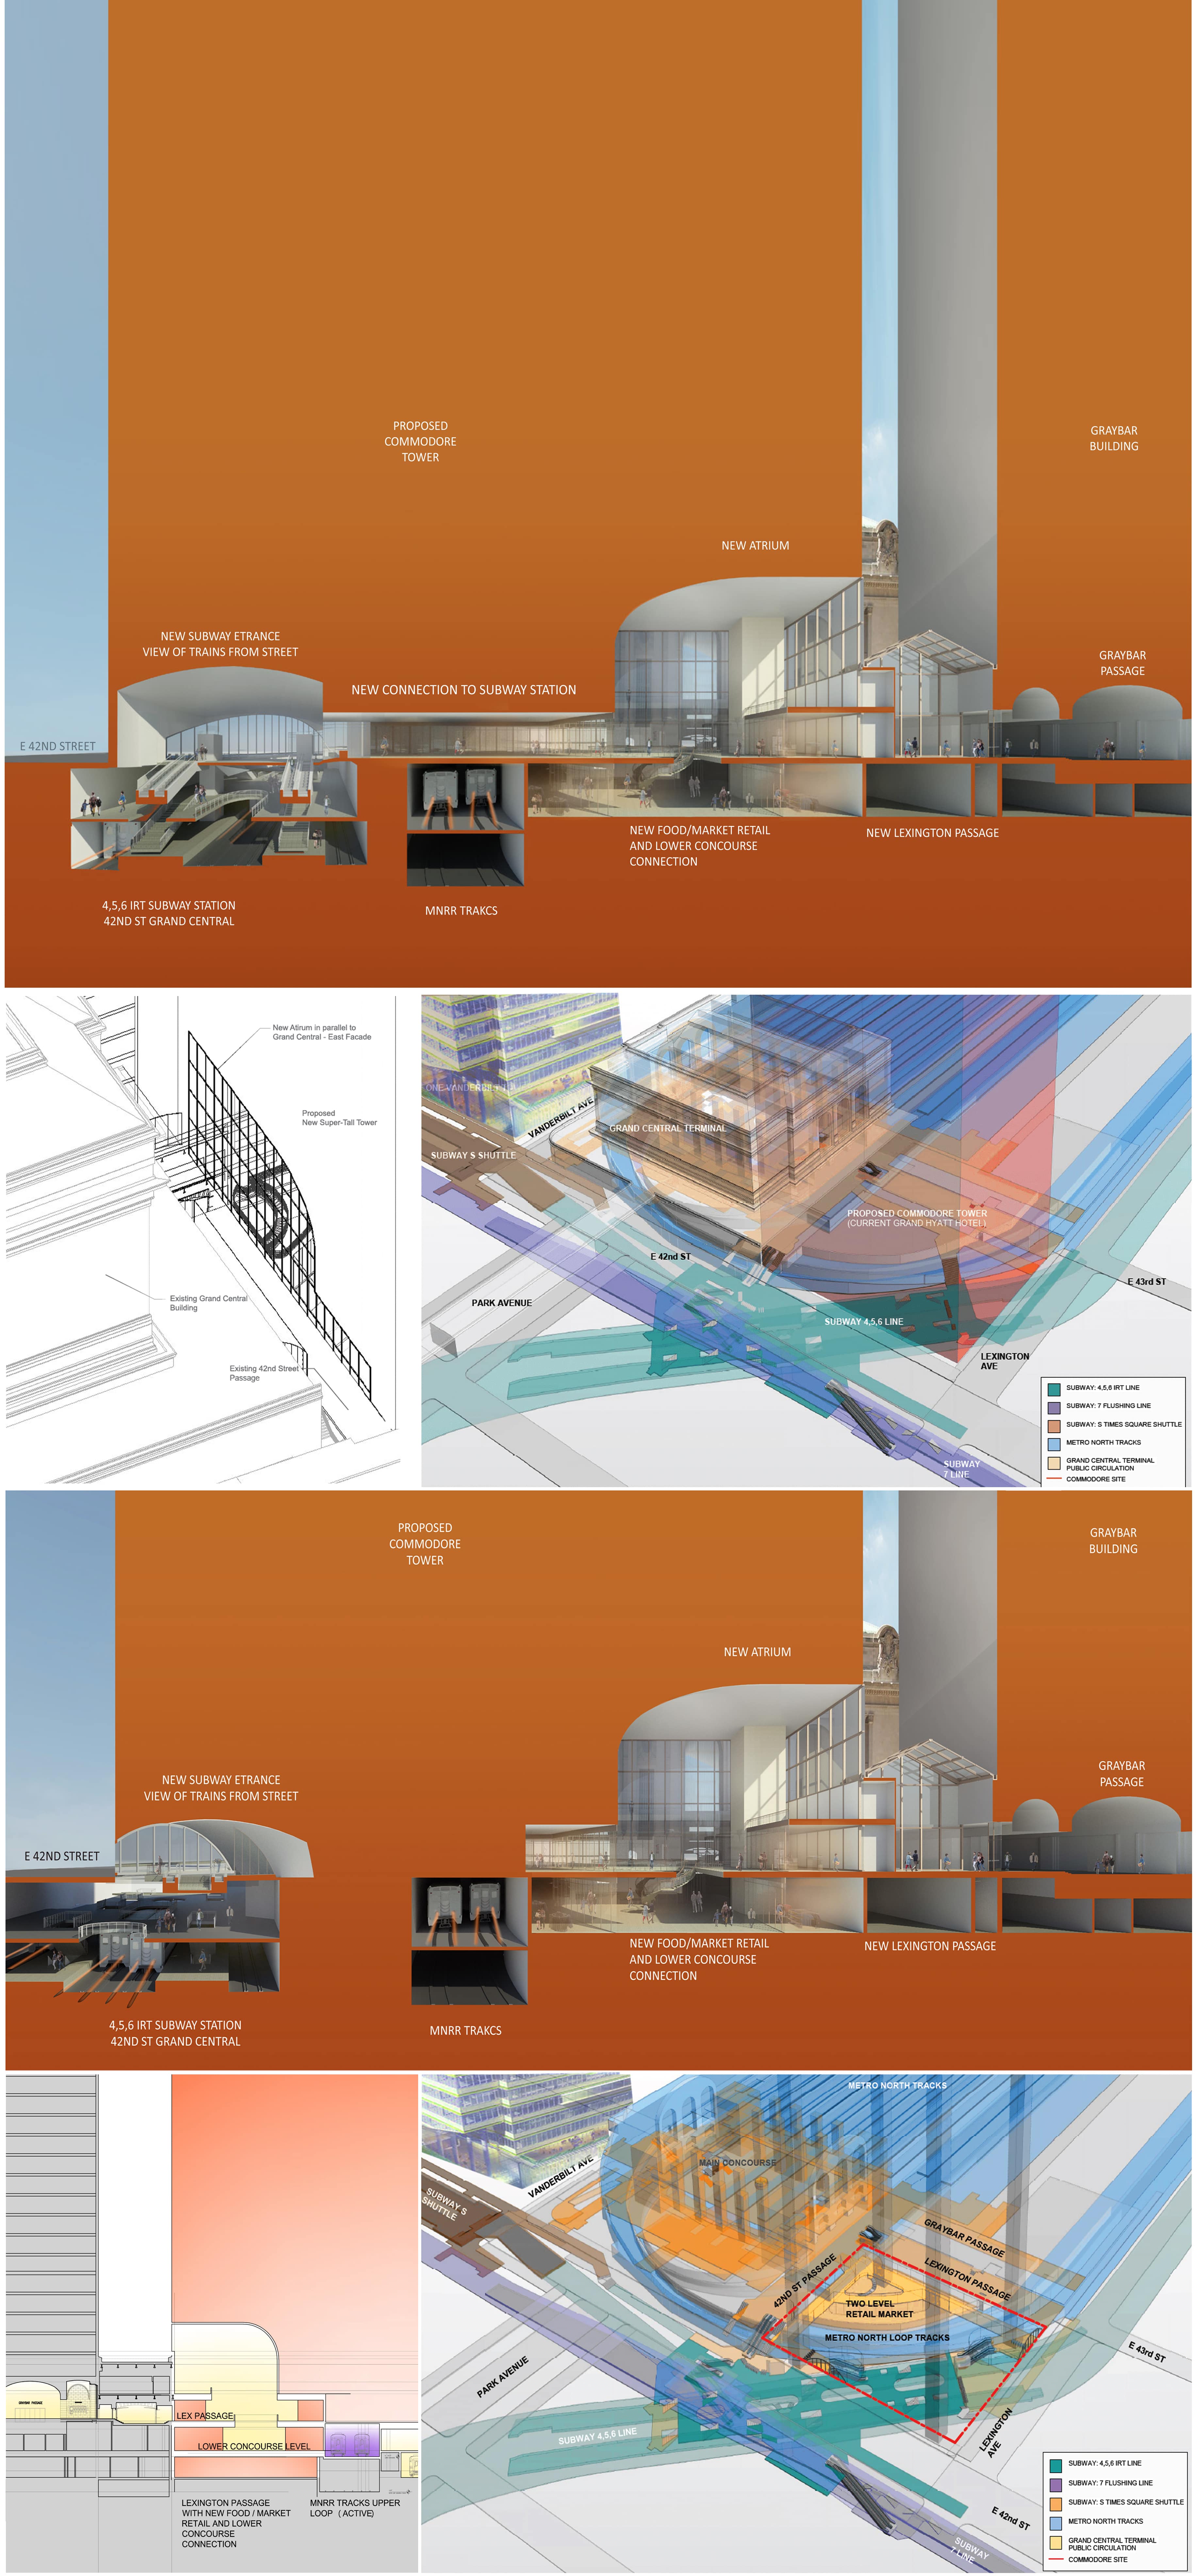 PROPOSED
COMMODORE
TOWER
GRAYBAR
BUILDING
NEW ATRIUM
NEW SUBWAY ETRANCE
VIEW OF TRAINS FROM STREET
GRAYBAR
PASSAGE
NEW CONNECTION TO SUBWAY STATION
E 42ND STREET
NEW FOOD/MARKET RETAIL
AND LOWER CONCOURSE
CONNECTION
NEW LEXINGTON PASSAGE
4,5,6 IRT SUBWAY STATION
42ND ST GRAND CENTRAL
MNRR TRAKCS
New Atirum in parallel to
Grand Central - East Facade
Proposed
New Super-Tall Tower
Existing Grand Central
Building
Existing 42nd Street
Passage
ONE VANDERBILT
VANDERBILT AVE
GRAND CENTRAL TERMINAL
SUBWAY S SHUTTLE
PROPOSED COMMODORE TOWER
(CURRENT GRAND HYATT HOTEL)
E 42nd ST
E 43rd ST
PARK AVENUE
SUBWAY 4,5,6 LINE
LEXINGTON
AVE
SUBWAY
7 LINE
SUBWAY: 4,5,6 IRT LINE
SUBWAY: 7 FLUSHING LINE
SUBWAY: S TIMES SQUARE SHUTTLE
METRO NORTH TRACKS
GRAND CENTRAL TERMINAL
PUBLIC CIRCULATION
COMMODORE SITE
PROPOSED
COMMODORE
TOWER
GRAYBAR
BUILDING
NEW ATRIUM
NEW SUBWAY ETRANCE
VIEW OF TRAINS FROM STREET
GRAYBAR
PASSAGE
E 42ND STREET
NEW FOOD/MARKET RETAIL
AND LOWER CONCOURSE
CONNECTION
NEW LEXINGTON PASSAGE
4,5,6 IRT SUBWAY STATION
42ND ST GRAND CENTRAL
MNRR TRAKCS
GRAYBAR PASSAGE
LEX PASSAGE
LOWER CONCOURSE LEVEL
LEXINGTON PASSAGE
WITH NEW FOOD / MARKET
RETAIL AND LOWER
CONCOURSE
CONNECTION
MNRR TRACKS UPPER
LOOP (ACTIVE)
METRO NORTH TRACKS
MAIN CONCOURSE
VANDERBILT AVE
SUBWAY S
SHUTTLE
GRAYBAR PASSAGE
LEXINGTON PASSAGE
42ND ST PASSAGE
TWO LEVEL
RETAIL MARKET
METRO NORTH LOOP TRACKS
E 43rd ST
PARK AVENUE
SUBWAY 4,5,6 LINE
LEXINGTON
AVE
E 42nd ST
SUBWAY
7 LINE
SUBWAY: 4,5,6 IRT LINE
SUBWAY: 7 FLUSHING LINE
SUBWAY: S TIMES SQUARE SHUTTLE
METRO NORTH TRACKS
GRAND CENTRAL TERMINAL
PUBLIC CIRCULATION
COMMODORE SITE